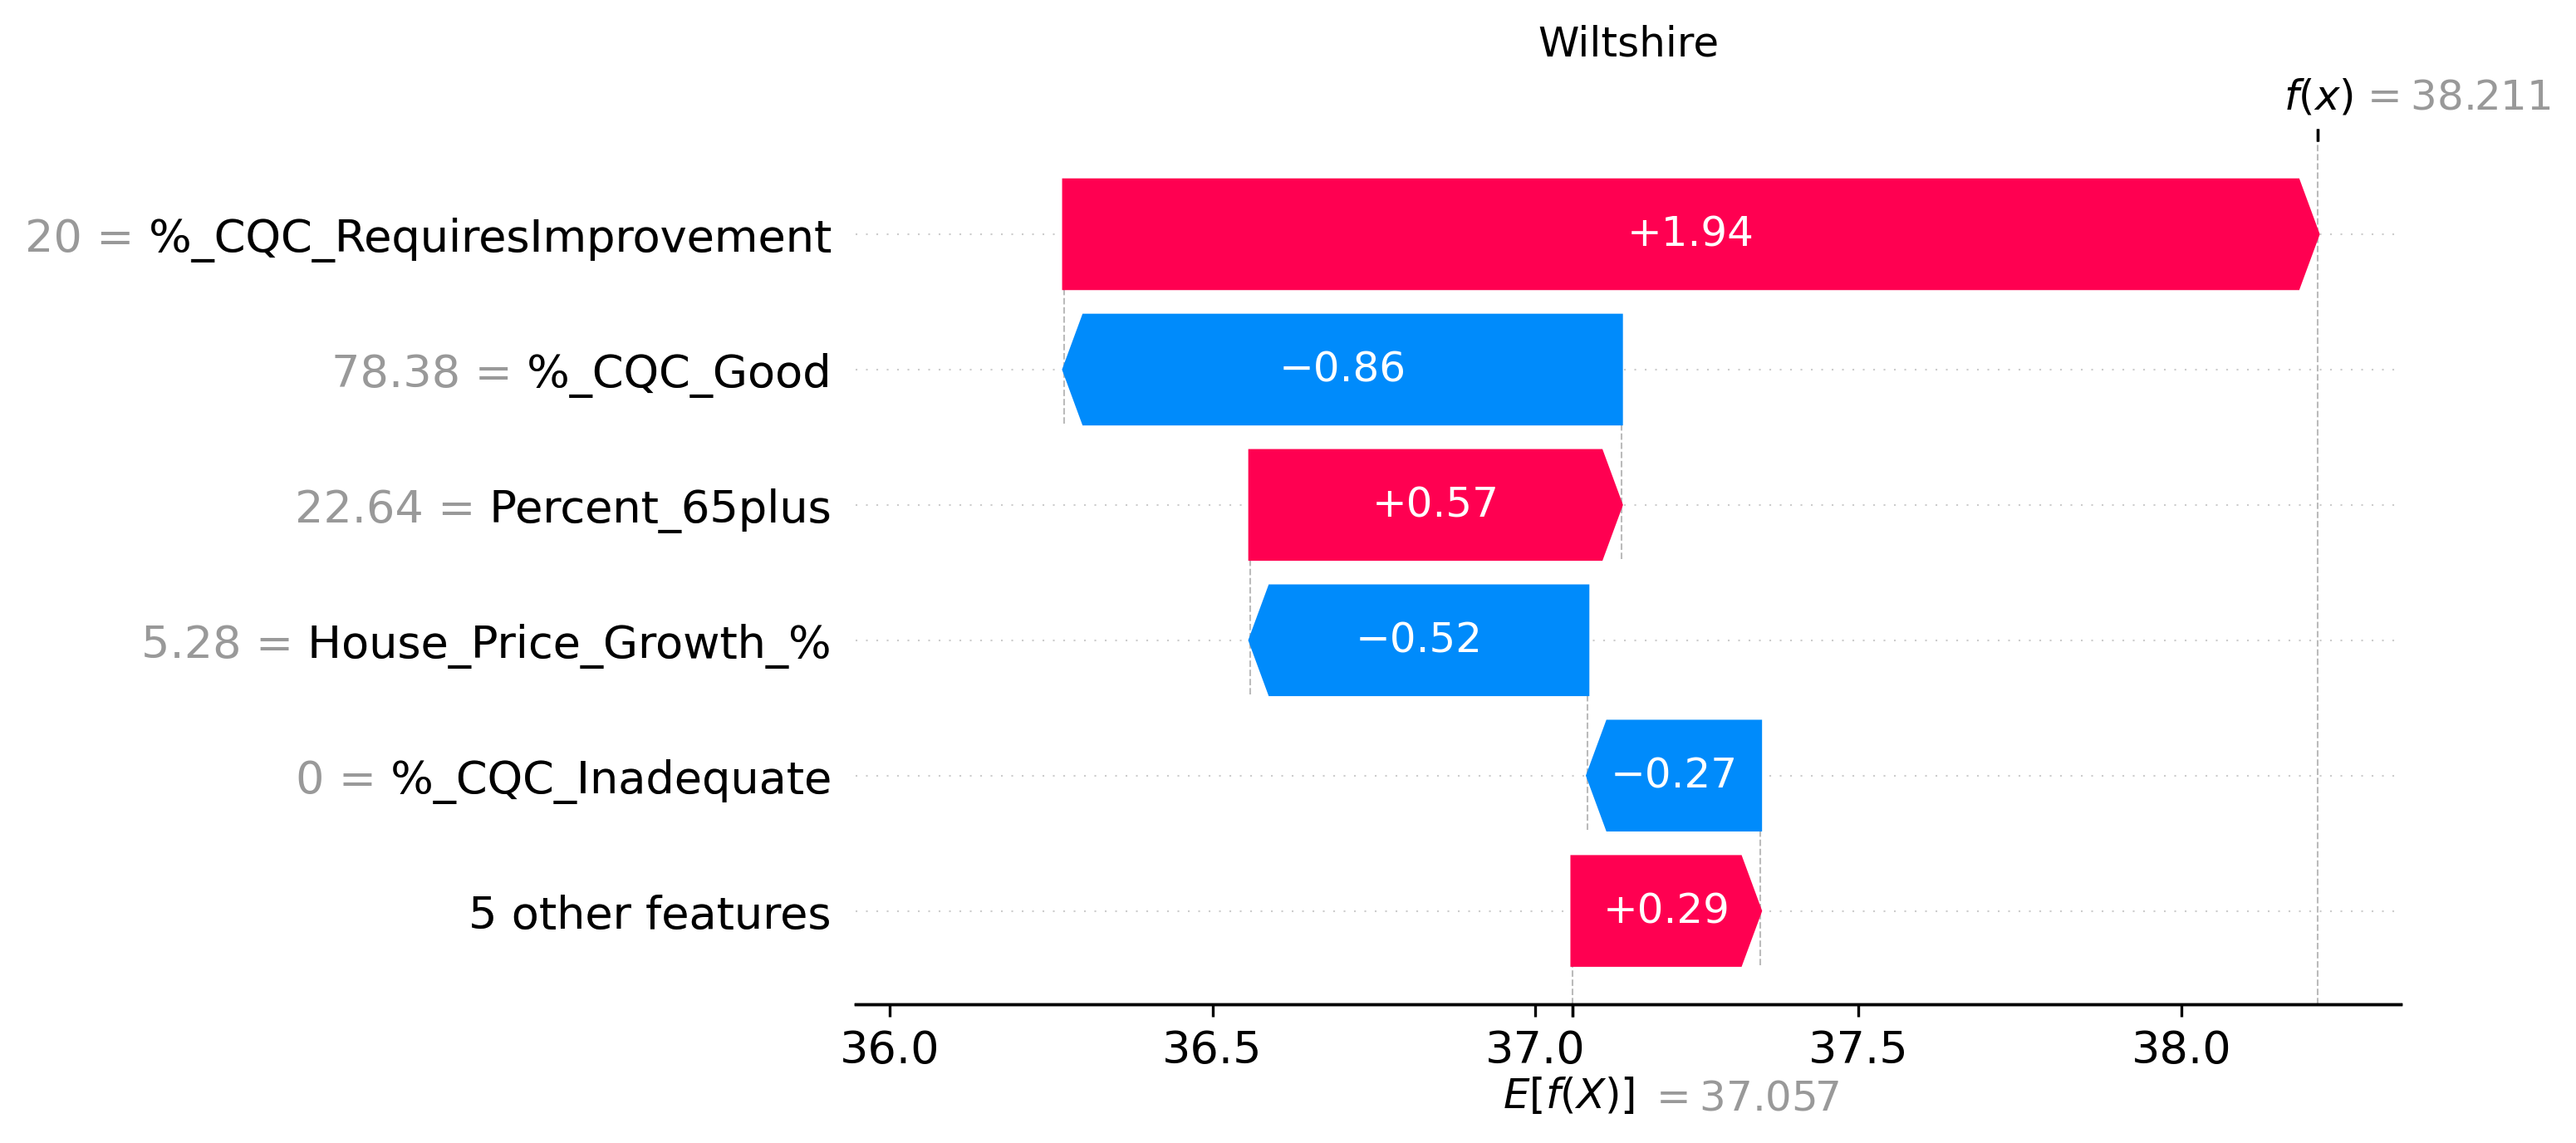 Wiltshire
f(x) = 38.211
20 = %_CQC_RequiresImprovement
+1.94
78.38 = %_CQC_Good
−0.86
22.64 = Percent_65plus
+0.57
5.28 = House_Price_Growth_%
−0.52
0 = %_CQC_Inadequate
−0.27
5 other features
+0.29
36.0 36.5 37.0 37.5 38.0
E[f(X)] = 37.057